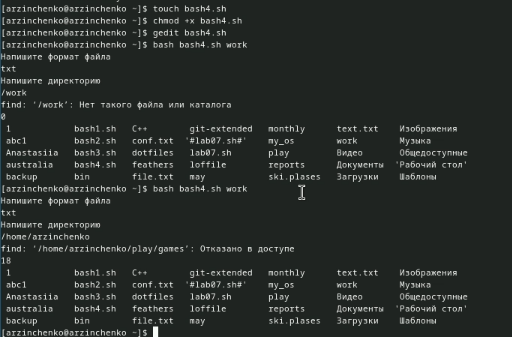 [arzinchenko@arzinchenko ~]$ touch bash4.sh
[arzinchenko@arzinchenko ~]$ chmod +x bash4.sh
[arzinchenko@arzinchenko ~]$ gedit bash4.sh
[arzinchenko@arzinchenko ~]$ bash bash4.sh work
Напишите формат файла
txt
Напишите директорию
/work
find: ‘/work’: Нет такого файла или каталога
0
1 bash1.sh C++ git-extended monthly text.txt Изображения
abc1 bash2.sh conf.txt '#lab07.sh#' my_os work Музыка
Anastasiia bash3.sh dotfiles lab07.sh play Видео Общедоступные
australia bash4.sh feathers loffile reports Документы 'Рабочий стол'
backup bin file.txt may ski.plases Загрузки Шаблоны
[arzinchenko@arzinchenko ~]$ bash bash4.sh work
Напишите формат файла
txt
Напишите директорию
/home/arzinchenko
find: ‘/home/arzinchenko/play/games’: Отказано в доступе
18
1 bash1.sh C++ git-extended monthly text.txt Изображения
abc1 bash2.sh conf.txt '#lab07.sh#' my_os work Музыка
Anastasiia bash3.sh dotfiles lab07.sh play Видео Общедоступные
australia bash4.sh feathers loffile reports Документы 'Рабочий стол'
backup bin file.txt may ski.plases Загрузки Шаблоны
[arzinchenko@arzinchenko ~]$